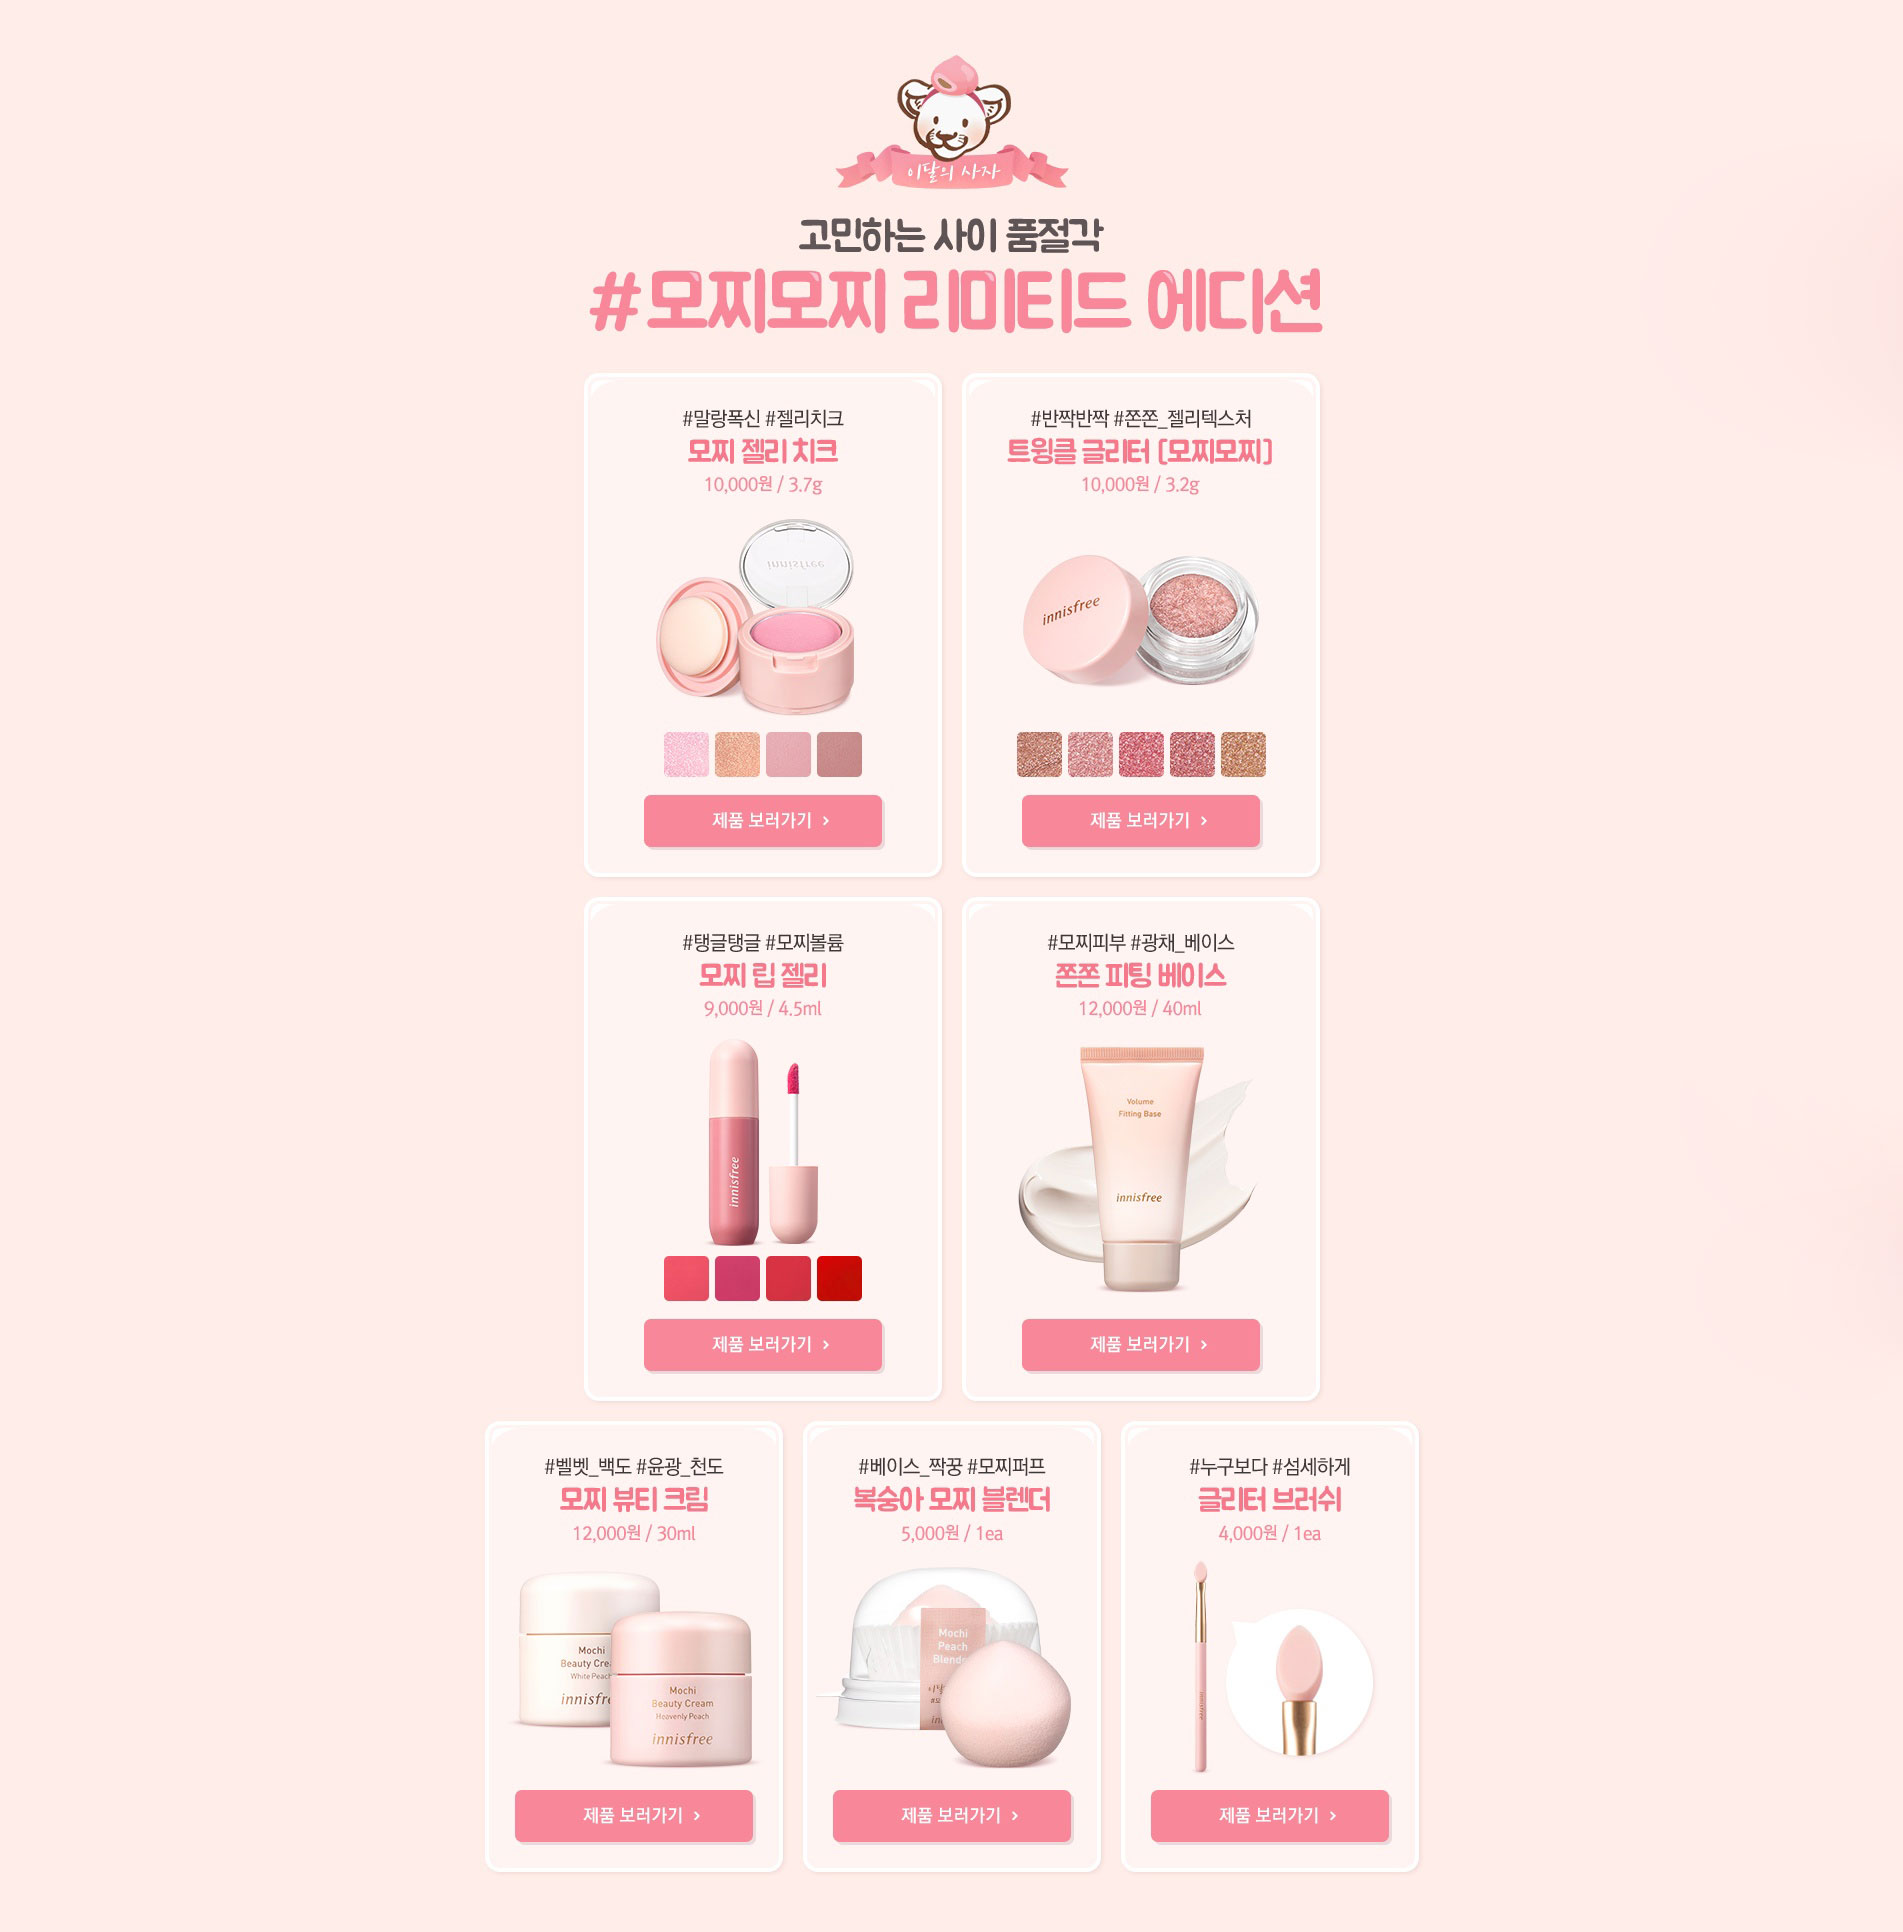 이달의 사자
고민하는 사이 품절각
#모찌모찌 리미티드 에디션
#말랑폭신 #젤리치크
모찌 젤리 치크
10,000원 / 3.7g
innisfree
제품 보러가기 >
#반짝반짝 #쫀쫀_젤리텍스처
트윙클 글리터 [모찌모찌]
10,000원 / 3.2g
innisfree
제품 보러가기 >
#탱글탱글 #모찌볼륨
모찌 립 젤리
9,000원 / 4.5ml
innisfree
제품 보러가기 >
#모찌피부 #광채_베이스
쫀쫀 피팅 베이스
12,000원 / 40ml
Volume
Fitting Base
innisfree
제품 보러가기 >
#벨벳_백도 #윤광_천도
모찌 뷰티 크림
12,000원 / 30ml
Mochi
Beauty Cre
White Peach
innisfre
Mochi
Beauty Cream
Heavenly Peach
innisfree
제품 보러가기 >
#베이스_짝꿍 #모찌퍼프
복숭아 모찌 블렌더
5,000원 / 1ea
Mochi
Peach
Blende
이달
제품 보러가기 >
#누구보다 #섬세하게
글리터 브러쉬
4,000원 / 1ea
innisfree
제품 보러가기 >